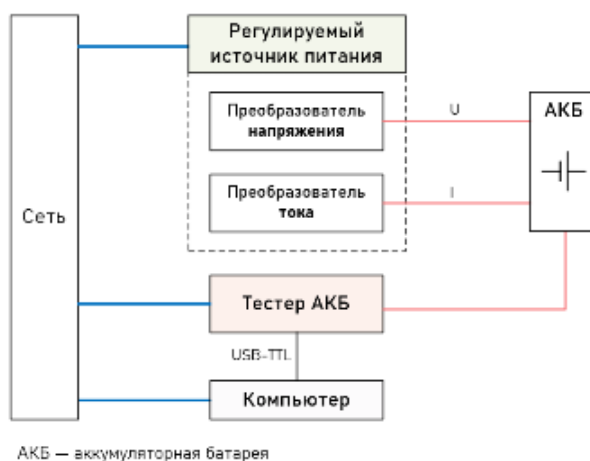 Регулируемый
источник питания
Преобразователь
напряжения
U
АКБ
Преобразователь
тока
I
Сеть
Тестер АКБ
USB-TTL
Компьютер
АКБ — аккумуляторная батарея